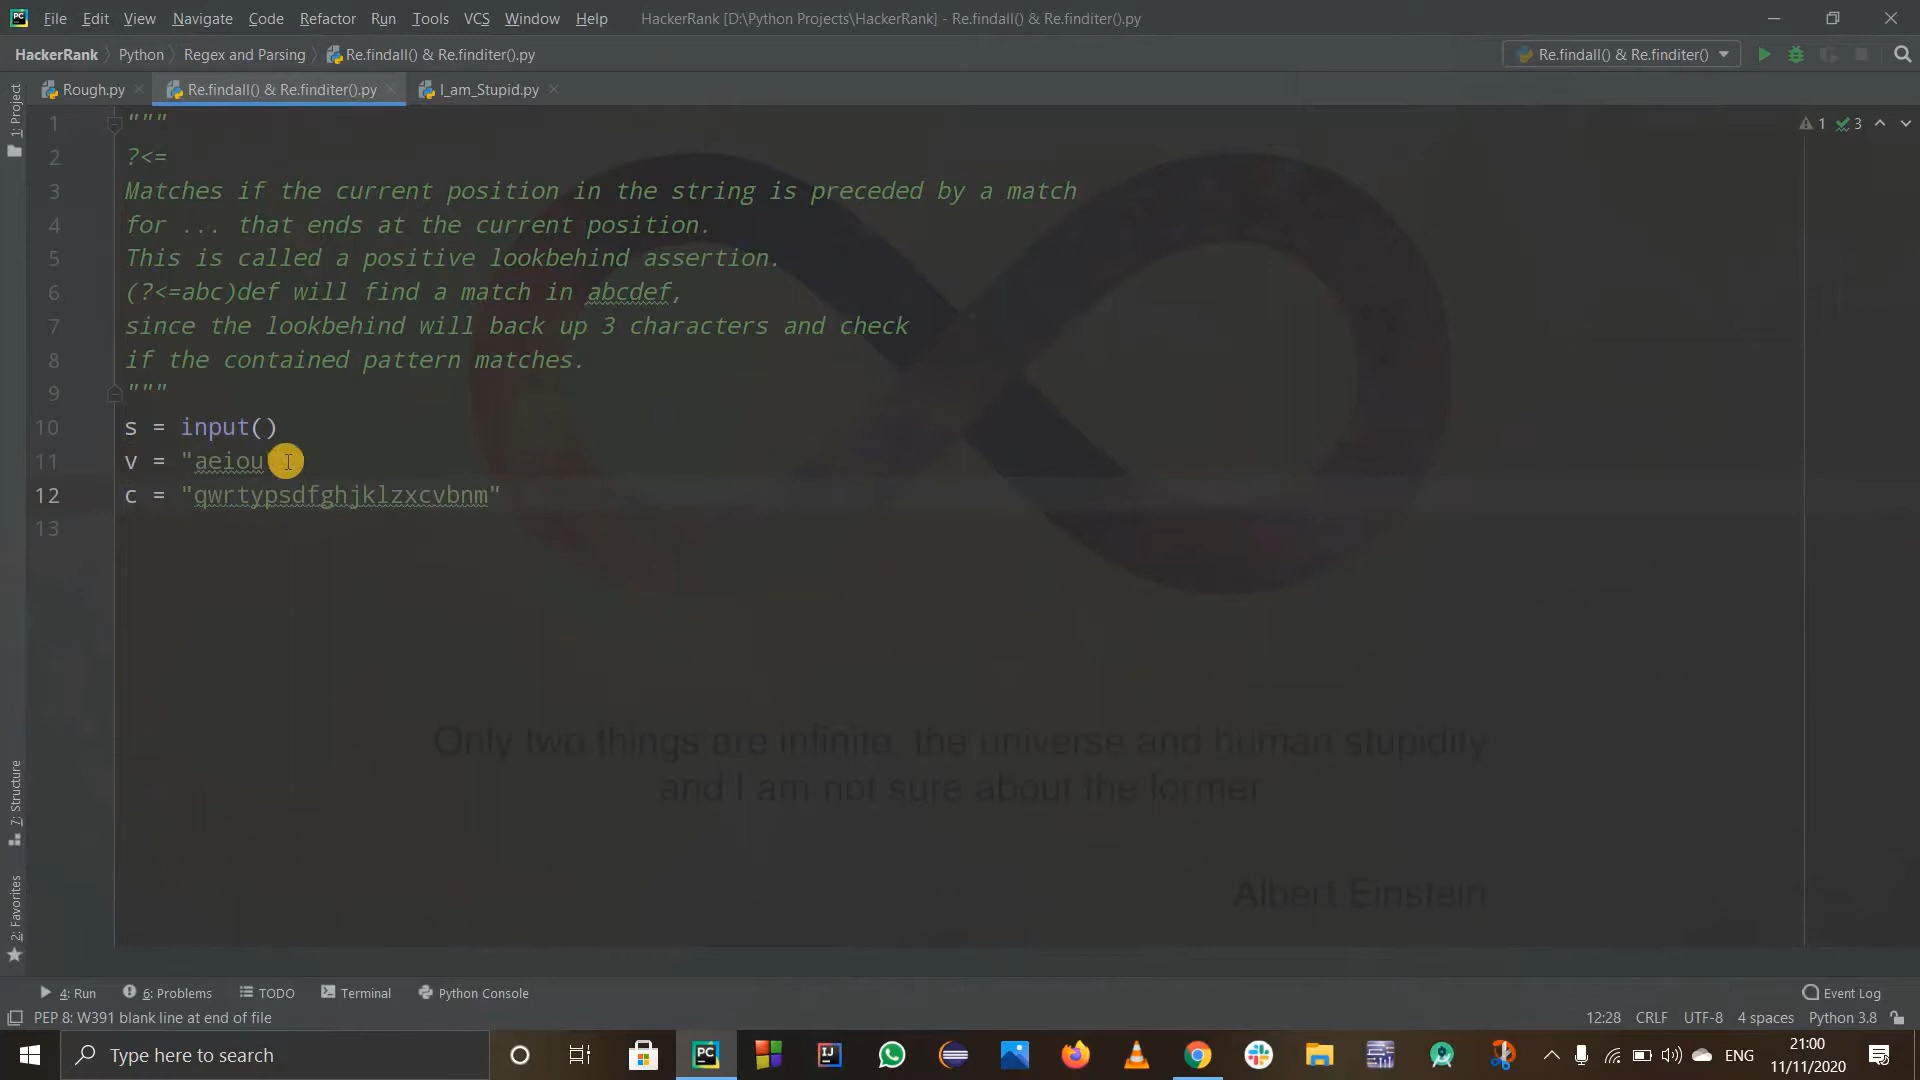 File Edit View Navigate Code Refactor Run Tools VCS Window Help HackerRank [D:\Python Projects\HackerRank] - Re.findall() & Re.finditer().py
HackerRank Python Regex and Parsing Re.findall() & Re.finditer().py Re.findall() & Re.finditer()
Rough.py Re.findall() & Re.finditer().py I_am_Stupid.py
1: Project
1 """ 1 3
2 ?<=
3 Matches if the current position in the string is preceded by a match
4 for ... that ends at the current position.
5 This is called a positive lookbehind assertion.
6 (?<=abc)def will find a match in abcdef,
7 since the lookbehind will back up 3 characters and check
8 if the contained pattern matches.
9 """
10 s = input()
11 v = "aeiou
12 c = "qwrtypsdfghjklzxcvbnm"
13
Only two things are infinite, the universe and human stupidity
and I am not sure about the former
Albert Einstein
7: Structure
2: Favorites
4: Run 6: Problems TODO Terminal Python Console Event Log
PEP 8: W391 blank line at end of file 12:28 CRLF UTF-8 4 spaces Python 3.8
Type here to search ENG 21:00
11/11/2020